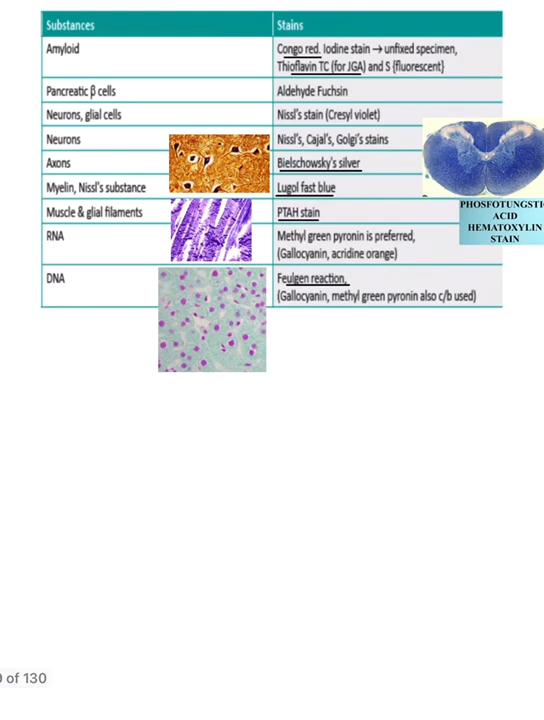 Substances Stains
Amyloid Congo red. Iodine stain → unfixed specimen,
Thioflavin TC (for JGA) and S {fluorescent}
Pancreatic β cells Aldehyde Fuchsin
Neurons, glial cells Nissl's stain (Cresyl violet)
Neurons Nissl's, Cajal's, Golgi's stains
Axons Bielschowsky's silver
Myelin, Nissl's substance Lugol fast blue
Muscle & glial filaments PTAH stain
PHOSFOTUNGSTI
ACID
HEMATOXYLIN
STAIN
RNA Methyl green pyronin is preferred,
(Gallocyanin, acridine orange)
DNA Feulgen reaction,
(Gallocyanin, methyl green pyronin also c/b used)
of 130